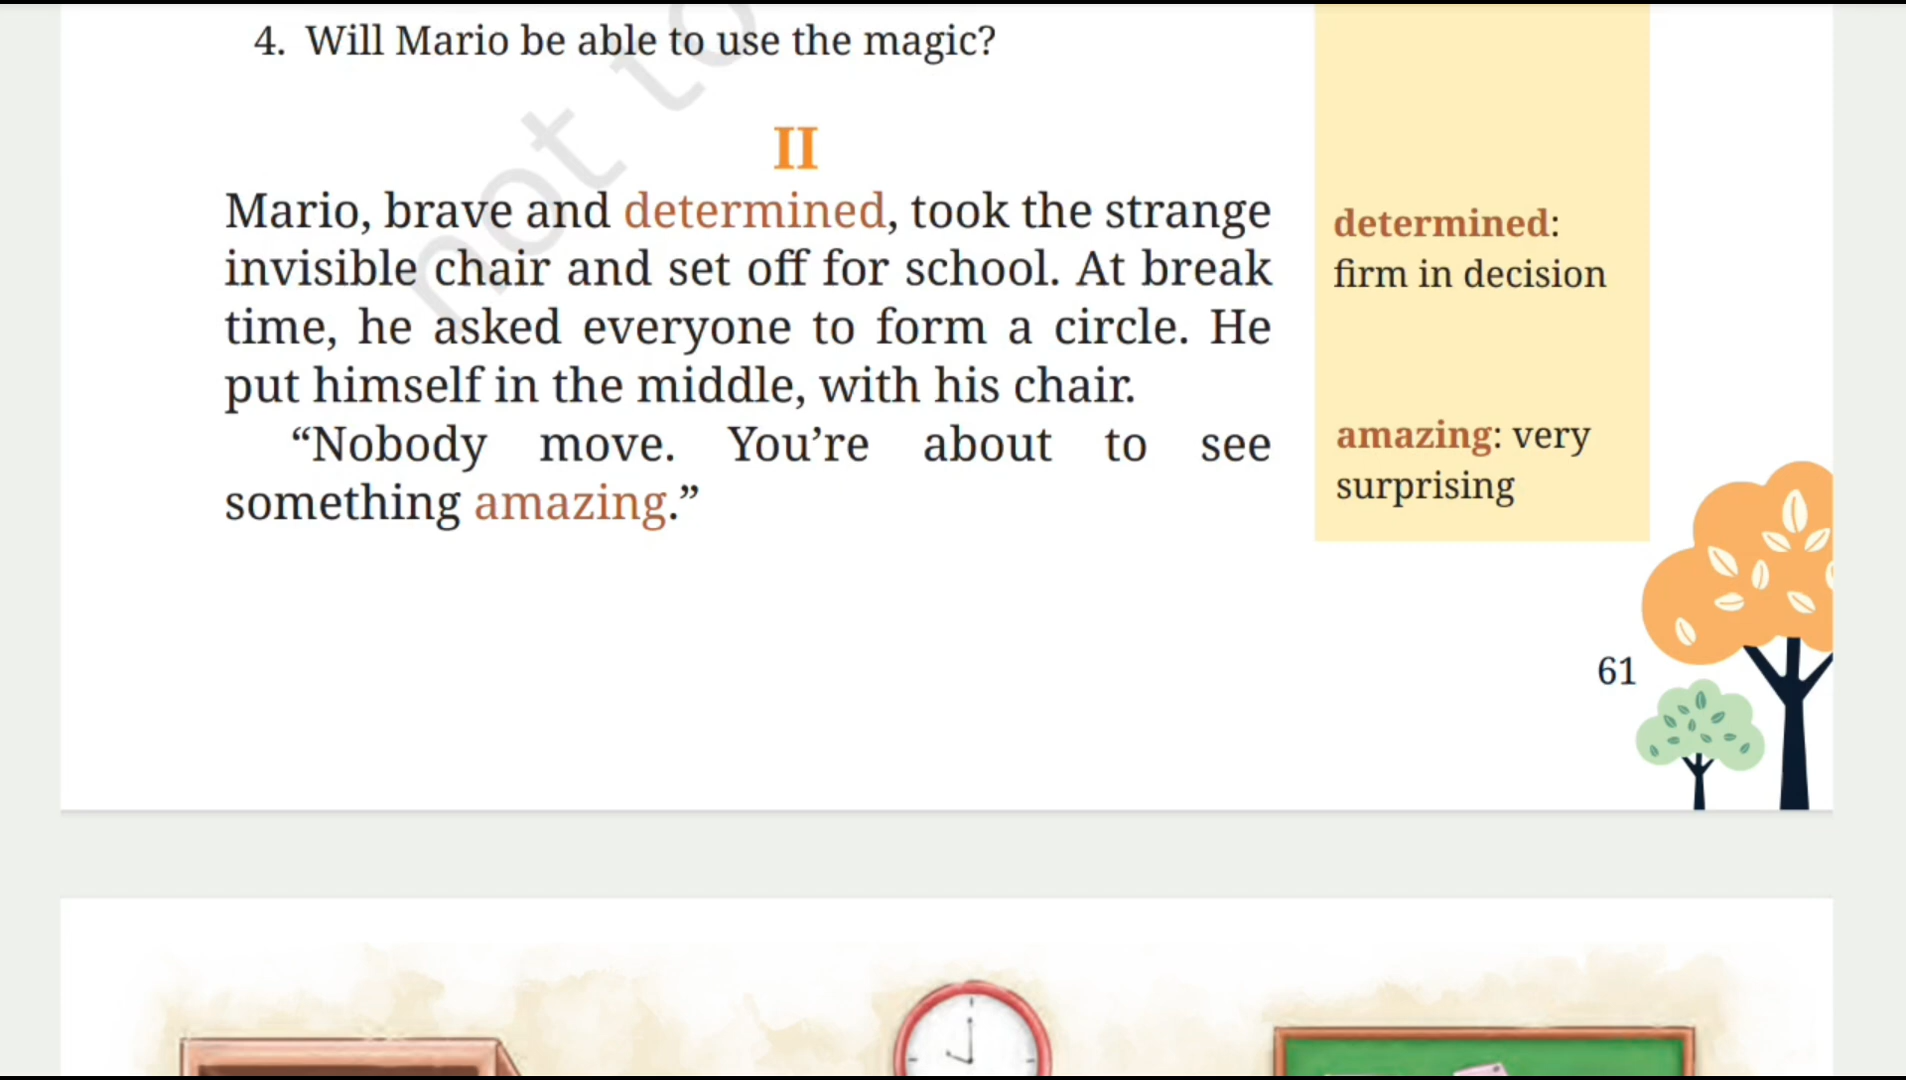 4. Will Mario be able to use the magic?
II
Mario, brave and determined, took the strange
invisible chair and set off for school. At break
time, he asked everyone to form a circle. He
put himself in the middle, with his chair.
“Nobody move. You’re about to see
something amazing.”
determined:
firm in decision
amazing: very
surprising
61
not to